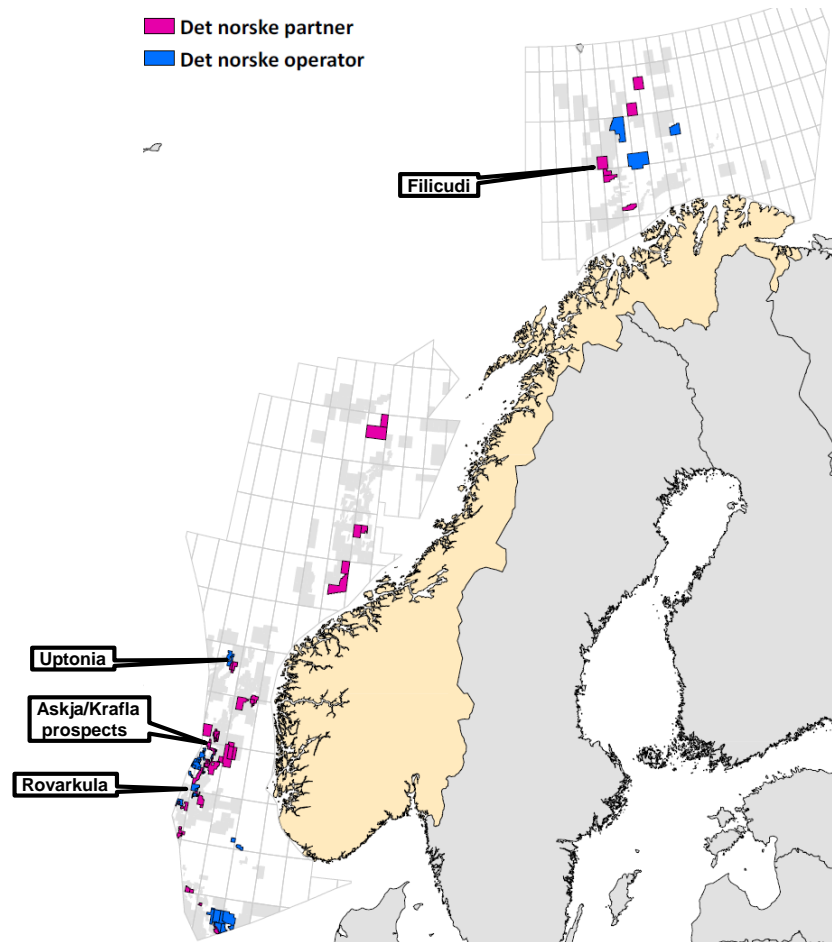 Det norske partner
Det norske operator
Filicudi
Uptonia
Askja/Krafla
prospects
Rovarkula